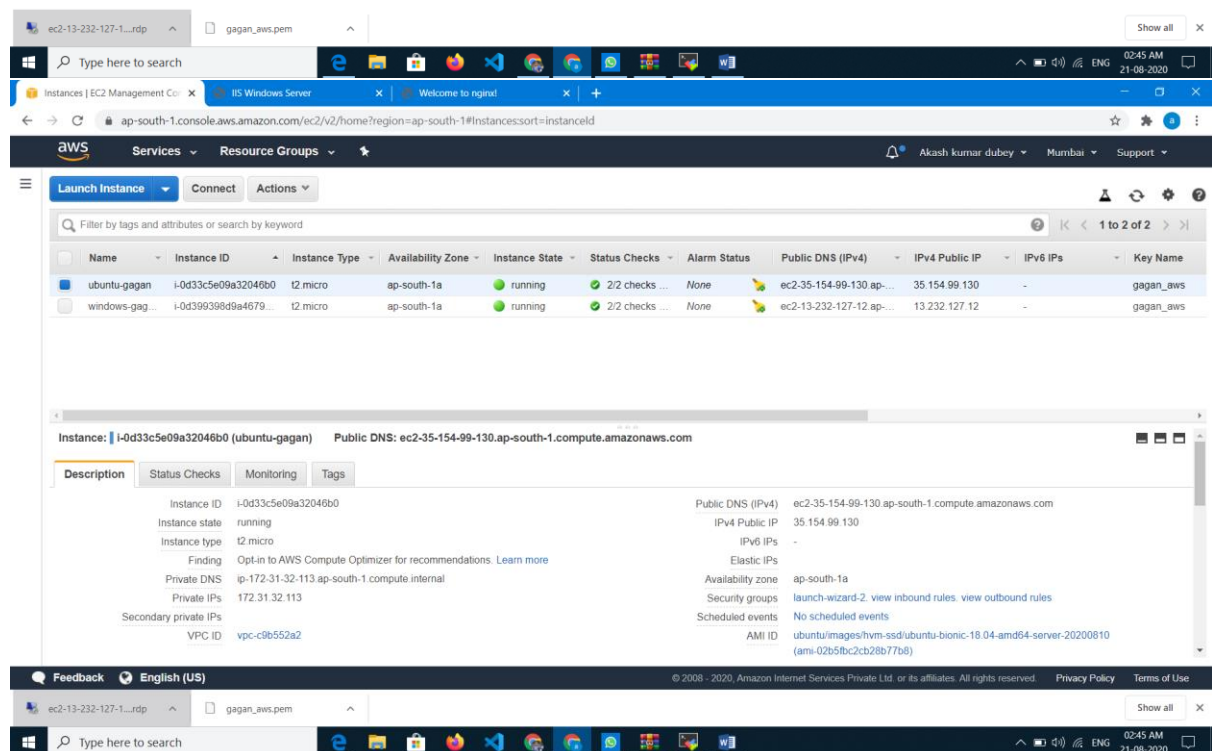 ec2-13-232-127-1....rdp gagan_aws.pem Show all
Type here to search ENG 02:45 AM
21-08-2020
Instances | EC2 Management Con IIS Windows Server Welcome to nginx!
ap-south-1.console.aws.amazon.com/ec2/v2/home?region=ap-south-1#Instances:sort=instanceId a
aws Services Resource Groups Akash kumar dubey Mumbai Support
Launch Instance Connect Actions
Filter by tags and attributes or search by keyword 1 to 2 of 2
Name Instance ID Instance Type Availability Zone Instance State Status Checks Alarm Status Public DNS (IPv4) IPv4 Public IP IPv6 IPs Key Name
ubuntu-gagan i-0d33c5e09a32046b0 t2.micro ap-south-1a running 2/2 checks ... None ec2-35-154-99-130.ap-... 35.154.99.130 - gagan_aws
windows-gag... i-0d399398d9a4679... t2.micro ap-south-1a running 2/2 checks ... None ec2-13-232-127-12.ap-... 13.232.127.12 - gagan_aws
Instance: i-0d33c5e09a32046b0 (ubuntu-gagan) Public DNS: ec2-35-154-99-130.ap-south-1.compute.amazonaws.com
Description Status Checks Monitoring Tags
Instance ID i-0d33c5e09a32046b0 Public DNS (IPv4) ec2-35-154-99-130.ap-south-1.compute.amazonaws.com
Instance state running IPv4 Public IP 35.154.99.130
Instance type t2.micro IPv6 IPs -
Finding Opt-in to AWS Compute Optimizer for recommendations. Learn more Elastic IPs
Private DNS ip-172-31-32-113.ap-south-1.compute.internal Availability zone ap-south-1a
Private IPs 172.31.32.113 Security groups launch-wizard-2. view inbound rules. view outbound rules
Secondary private IPs Scheduled events No scheduled events
VPC ID vpc-c9b552a2 AMI ID ubuntu/images/hvm-ssd/ubuntu-bionic-18.04-amd64-server-20200810
(ami-02b5fbc2cb28b77b8)
Feedback English (US) © 2008 - 2020, Amazon Internet Services Private Ltd. or its affiliates. All rights reserved. Privacy Policy Terms of Use
ec2-13-232-127-1....rdp gagan_aws.pem Show all
Type here to search ENG 02:45 AM